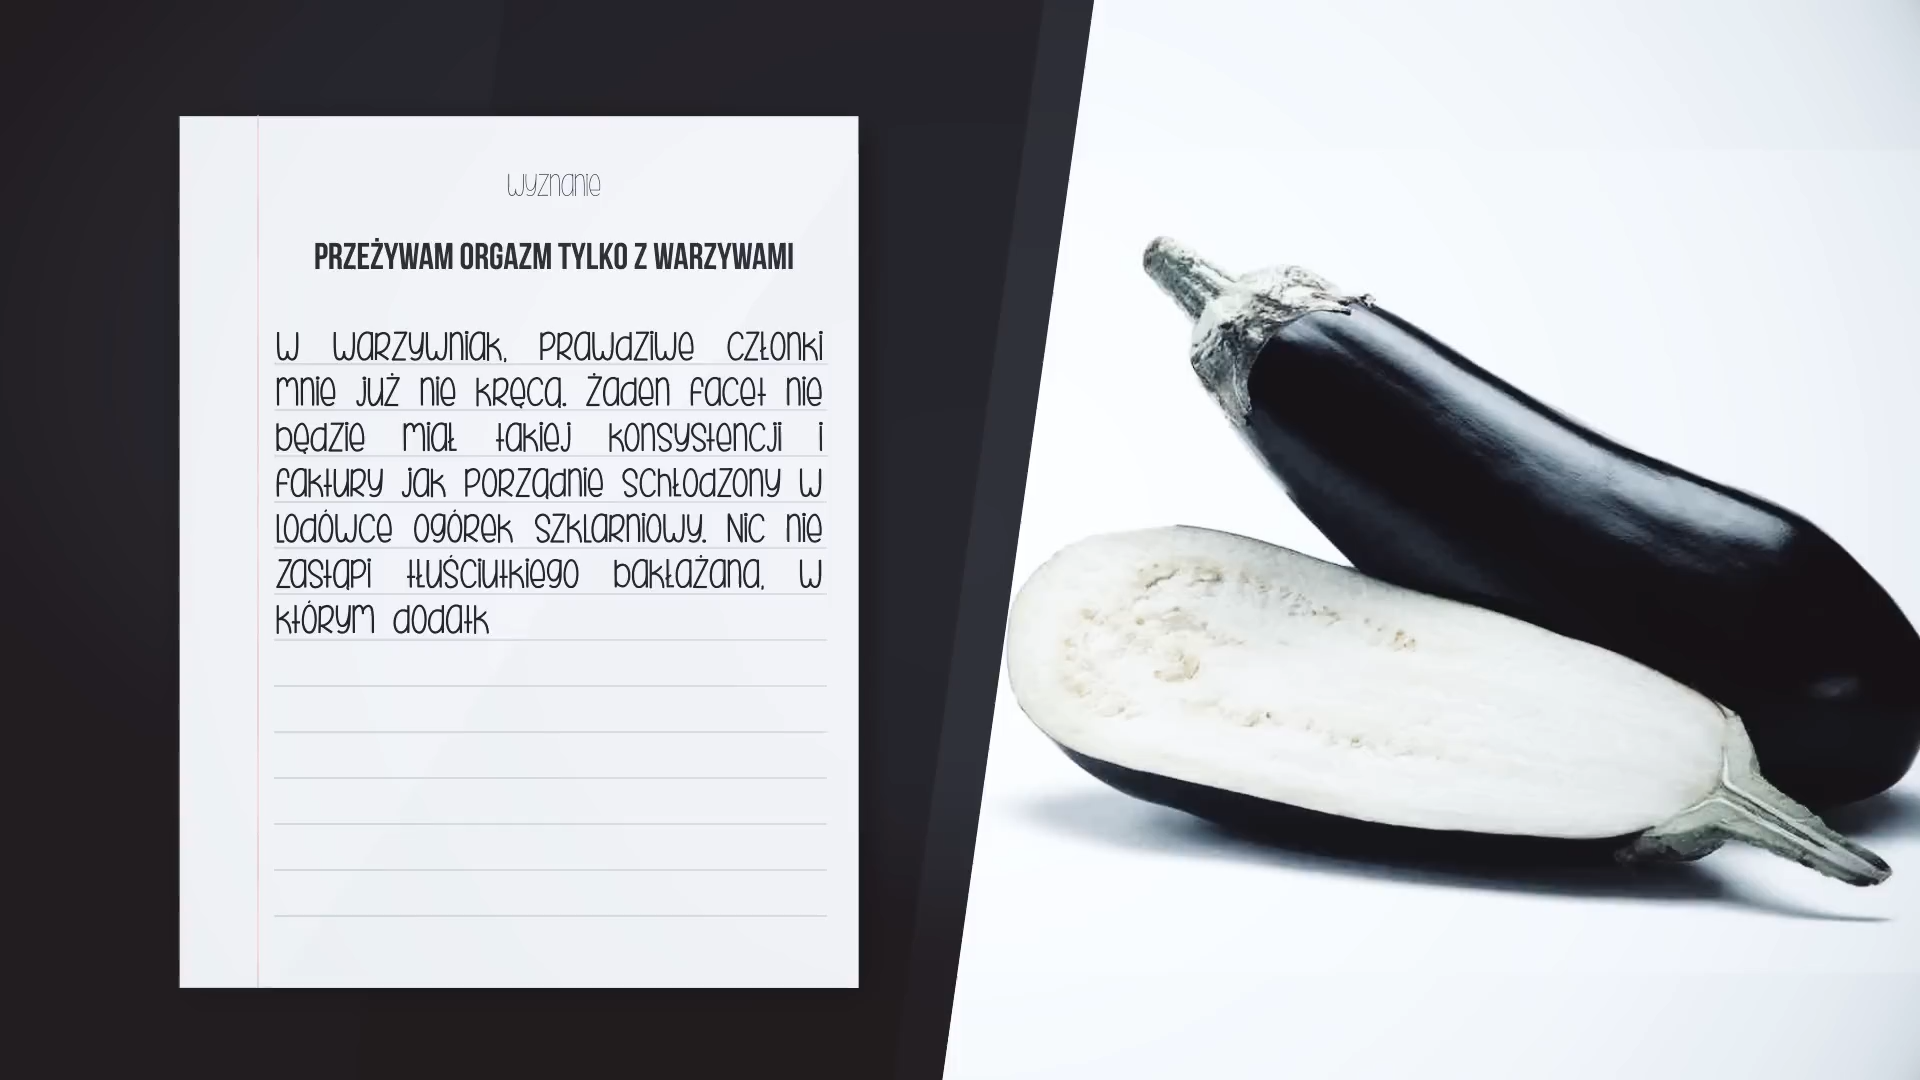 wyznanie
PRZEŻYWAM ORGAZM TYLKO Z WARZYWAMI
w warzywniak, prawdziwe członki
mnie już nie kręcą. Żaden facet nie
będzie miał takiej konsystencji i
faktury jak porządnie schłodzony w
lodówce ogórek szklarniowy. Nic nie
zastąpi tłuściutkiego bakłażana, w
którym dodatk